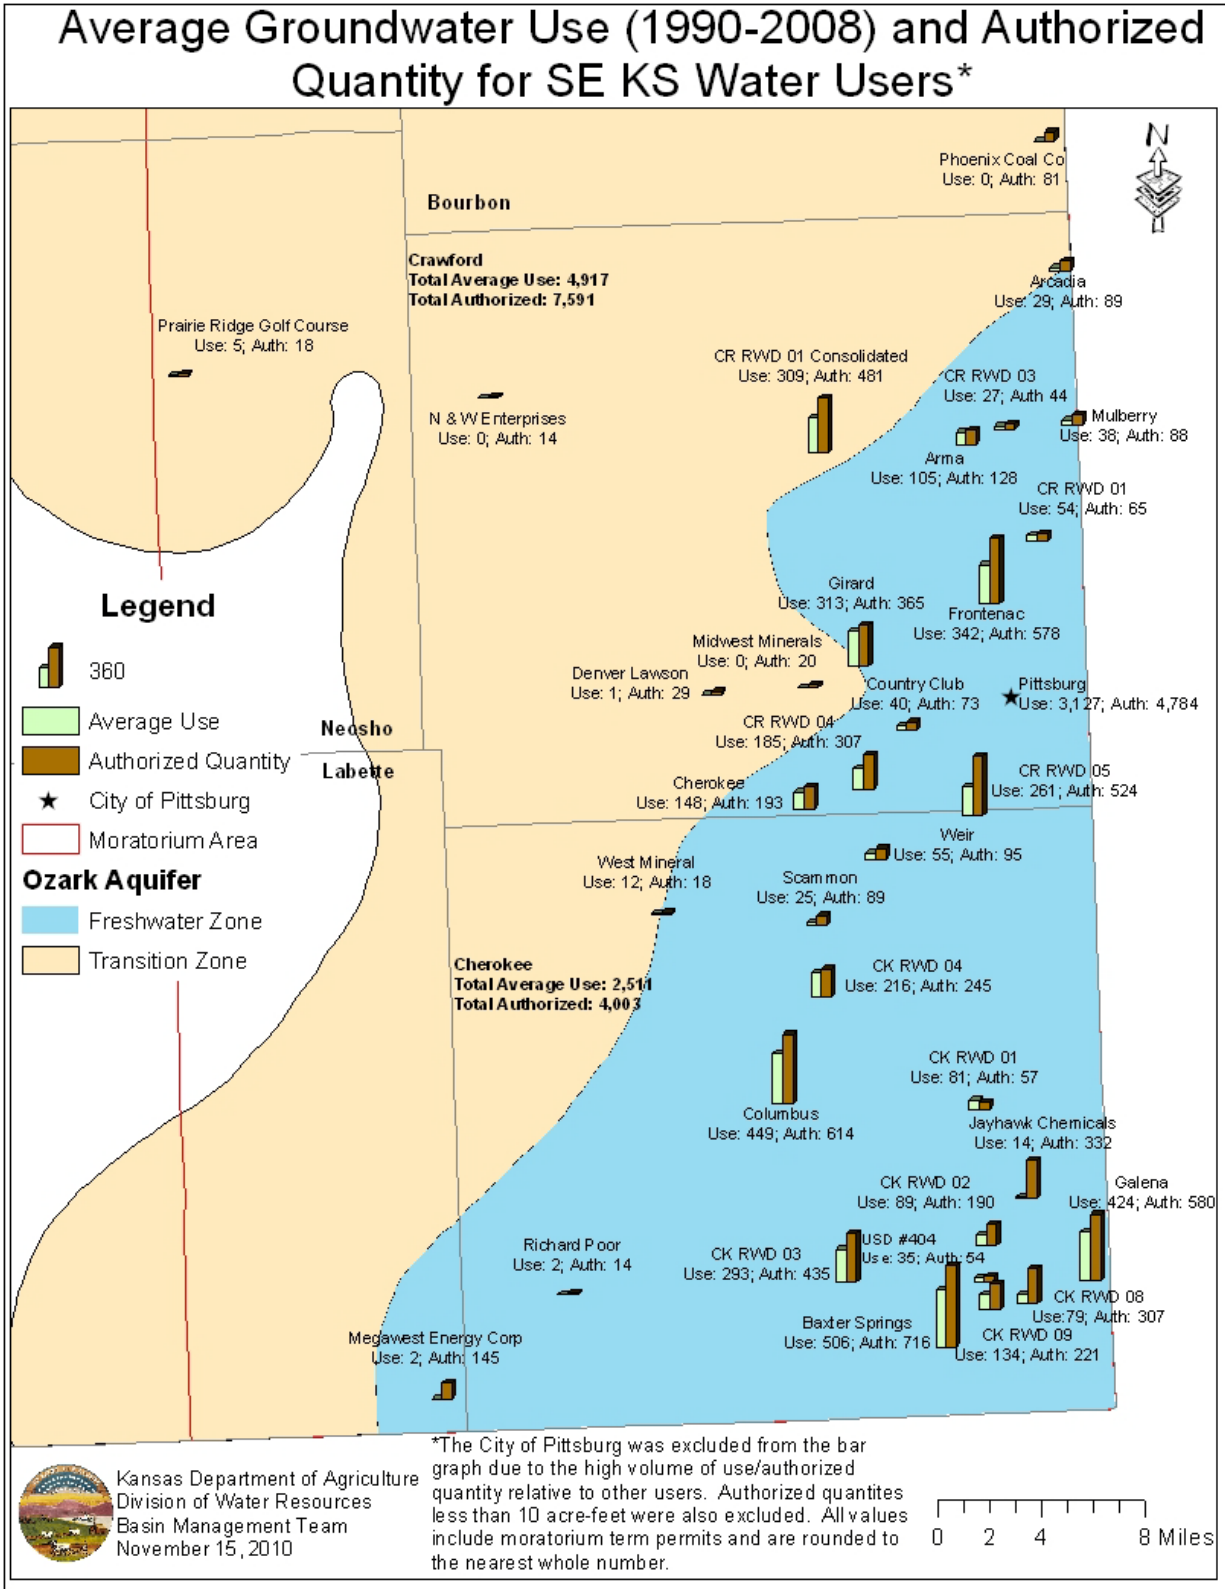 Average Groundwater Use (1990-2008) and Authorized
Quantity for SE KS Water Users*
N
Phoenix Coal Co
Use: 0; Auth: 81
Bourbon
Crawford
Total Average Use: 4,917
Total Authorized: 7,591
Arcadia
Use: 29; Auth: 89
Prairie Ridge Golf Course
Use: 5; Auth: 18
CR RWD 01 Consolidated
Use: 309; Auth: 481
CR RWD 03
Use: 27; Auth 44
N & W Enterprises
Use: 0; Auth: 14
Mulberry
Use: 38; Auth: 88
Arma
Use: 105; Auth: 128
CR RWD 01
Use: 54; Auth: 65
Girard
Use: 313; Auth: 365
Frontenac
Use: 342; Auth: 578
Midwest Minerals
Use: 0; Auth: 20
Denver Lawson
Use: 1; Auth: 29
Country Club
Use: 40; Auth: 73
Pittsburg
Use: 3,127; Auth: 4,784
CR RWD 04
Use: 185; Auth: 307
Cherokee
Use: 148; Auth: 193
CR RWD 05
Use: 261; Auth: 524
Neosho
Labette
Legend
360
Average Use
Authorized Quantity
City of Pittsburg
Moratorium Area
Ozark Aquifer
Freshwater Zone
Transition Zone
Weir
Use: 55; Auth: 95
West Mineral
Use: 12; Auth: 18
Scammon
Use: 25; Auth: 89
Cherokee
Total Average Use: 2,511
Total Authorized: 4,003
CK RWD 04
Use: 216; Auth: 245
CK RWD 01
Use: 81; Auth: 57
Columbus
Use: 449; Auth: 614
Jayhawk Chemicals
Use: 14; Auth: 332
CK RWD 02
Use: 89; Auth: 190
Galena
Use: 424; Auth: 580
Richard Poor
Use: 2; Auth: 14
CK RWD 03
Use: 293; Auth: 435
USD #404
Use: 35; Auth: 54
CK RWD 08
Use:79; Auth: 307
Baxter Springs
Use: 506; Auth: 716
CK RWD 09
Use: 134; Auth: 221
Megawest Energy Corp
Use: 2; Auth: 145
Kansas Department of Agriculture
Division of Water Resources
Basin Management Team
November 15, 2010
*The City of Pittsburg was excluded from the bar
graph due to the high volume of use/authorized
quantity relative to other users. Authorized quantites
less than 10 acre-feet were also excluded. All values
include moratorium term permits and are rounded to
the nearest whole number.
0 2 4 8 Miles